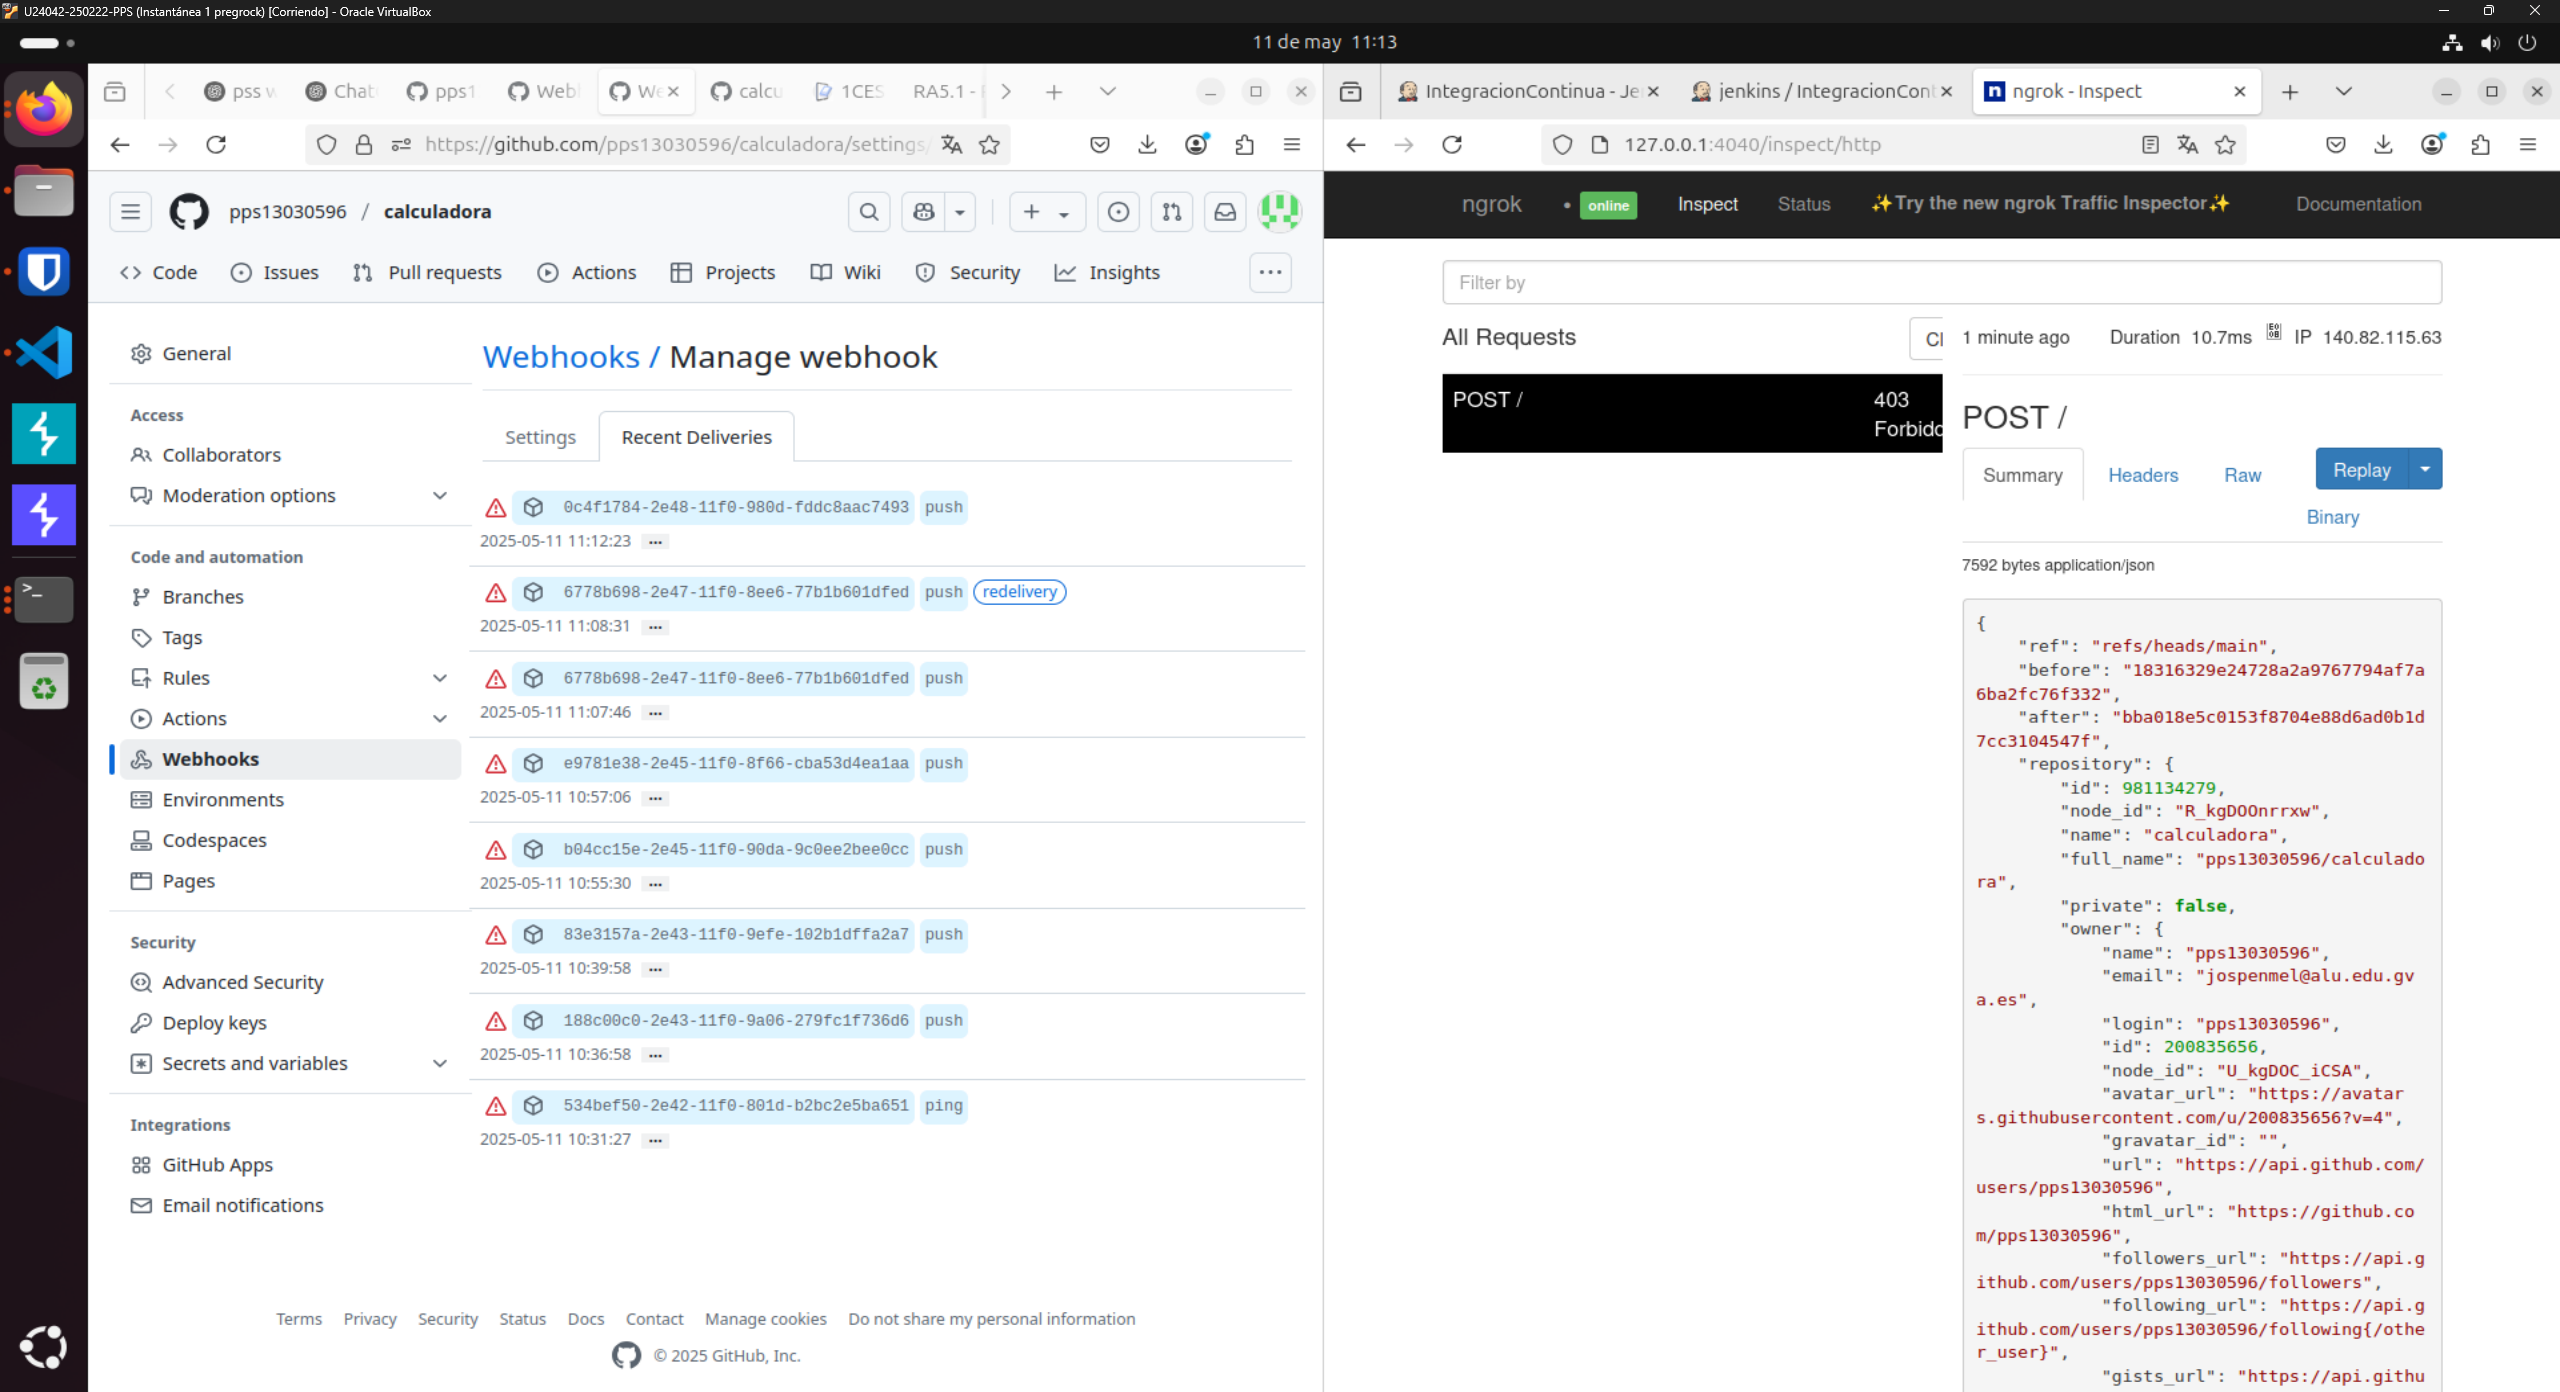 U24042-250222-PPS (Instantánea 1 pregrock) [Corriendo] - Oracle VirtualBox
11 de may 11:13
pss w
Chat
pps1
Web
We
calcu
1CES
RA5.1 -
https://github.com/pps13030596/calculadora/settings/
pps13030596 / calculadora
Code
Issues
Pull requests
Actions
Projects
Wiki
Security
Insights
General
Access
Collaborators
Moderation options
Code and automation
Branches
Tags
Rules
Actions
Webhooks
Environments
Codespaces
Pages
Security
Advanced Security
Deploy keys
Secrets and variables
Integrations
GitHub Apps
Email notifications
Webhooks / Manage webhook
Settings
Recent Deliveries
0c4f1784-2e48-11f0-980d-fddc8aac7493 push
2025-05-11 11:12:23
6778b698-2e47-11f0-8ee6-77b1b601dfed push redelivery
2025-05-11 11:08:31
6778b698-2e47-11f0-8ee6-77b1b601dfed push
2025-05-11 11:07:46
e9781e38-2e45-11f0-8f66-cba53d4ea1aa push
2025-05-11 10:57:06
b04cc15e-2e45-11f0-90da-9c0ee2bee0cc push
2025-05-11 10:55:30
83e3157a-2e43-11f0-9efe-102b1dffa2a7 push
2025-05-11 10:39:58
188c00c0-2e43-11f0-9a06-279fc1f736d6 push
2025-05-11 10:36:58
534bef50-2e42-11f0-801d-b2bc2e5ba651 ping
2025-05-11 10:31:27
Terms Privacy Security Status Docs Contact Manage cookies Do not share my personal information
© 2025 GitHub, Inc.
IntegracionContinua - Je
jenkins / IntegracionCont
ngrok - Inspect
127.0.0.1:4040/inspect/http
ngrok
online
Inspect
Status
✨Try the new ngrok Traffic Inspector✨
Documentation
Filter by
All Requests
Cl
POST /
403
Forbidd
1 minute ago Duration 10.7ms IP 140.82.115.63
POST /
Summary
Headers
Raw
Replay
Binary
7592 bytes application/json
{
"ref": "refs/heads/main",
"before": "18316329e24728a2a9767794af7a
6ba2fc76f332",
"after": "bba018e5c0153f8704e88d6ad0b1d
7cc3104547f",
"repository": {
"id": 981134279,
"node_id": "R_kgDOOnrrxw",
"name": "calculadora",
"full_name": "pps13030596/calculado
ra",
"private": false,
"owner": {
"name": "pps13030596",
"email": "jospenmel@alu.edu.gv
a.es",
"login": "pps13030596",
"id": 200835656,
"node_id": "U_kgDOC_iCSA",
"avatar_url": "https://avatar
s.githubusercontent.com/u/200835656?v=4",
"gravatar_id": "",
"url": "https://api.github.com/
users/pps13030596",
"html_url": "https://github.co
m/pps13030596",
"followers_url": "https://api.g
ithub.com/users/pps13030596/followers",
"following_url": "https://api.g
ithub.com/users/pps13030596/following{/othe
r_user}",
"gists_url": "https://api.githu